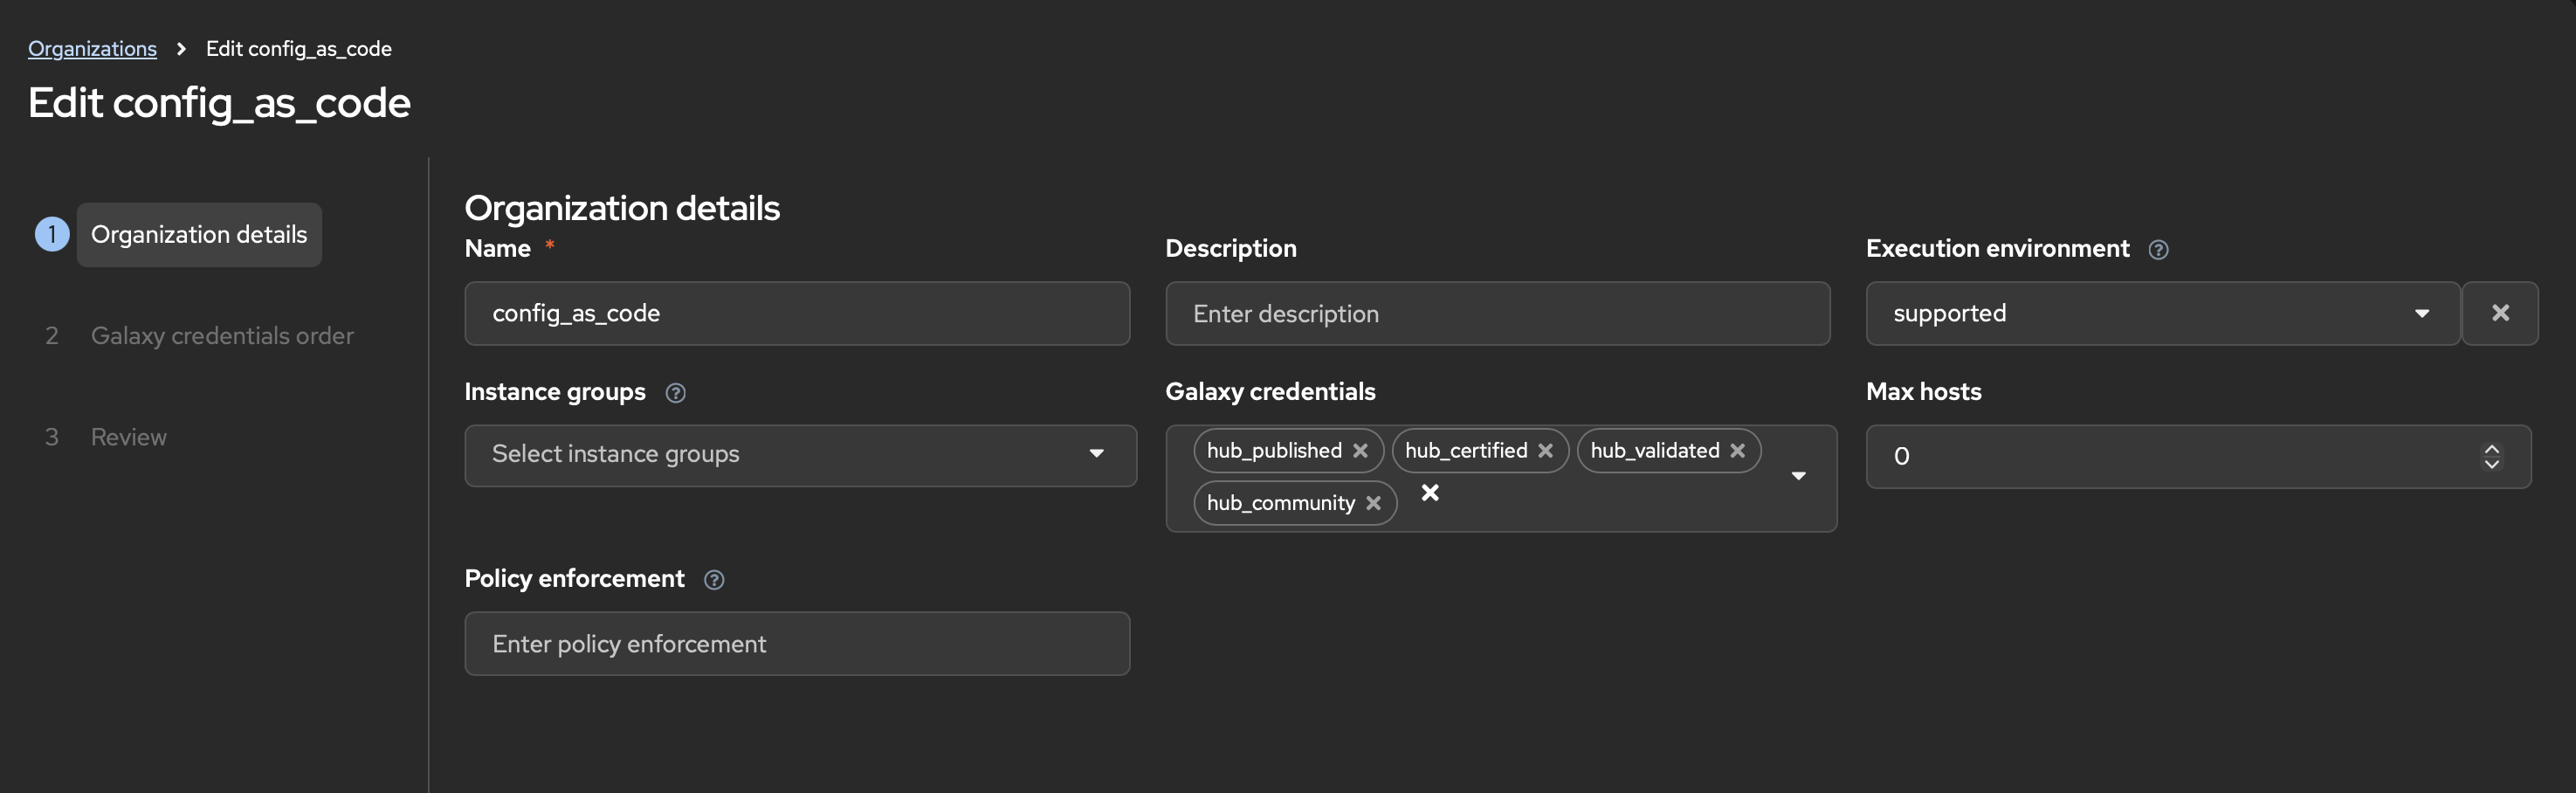 Organizations > Edit config_as_code
Edit config_as_code
1 Organization details
2 Galaxy credentials order
3 Review
Organization details
Name *
config_as_code
Description
Enter description
Execution environment
supported
Instance groups
Select instance groups
Galaxy credentials
hub_published hub_certified hub_validated
hub_community
Max hosts
0
Policy enforcement
Enter policy enforcement